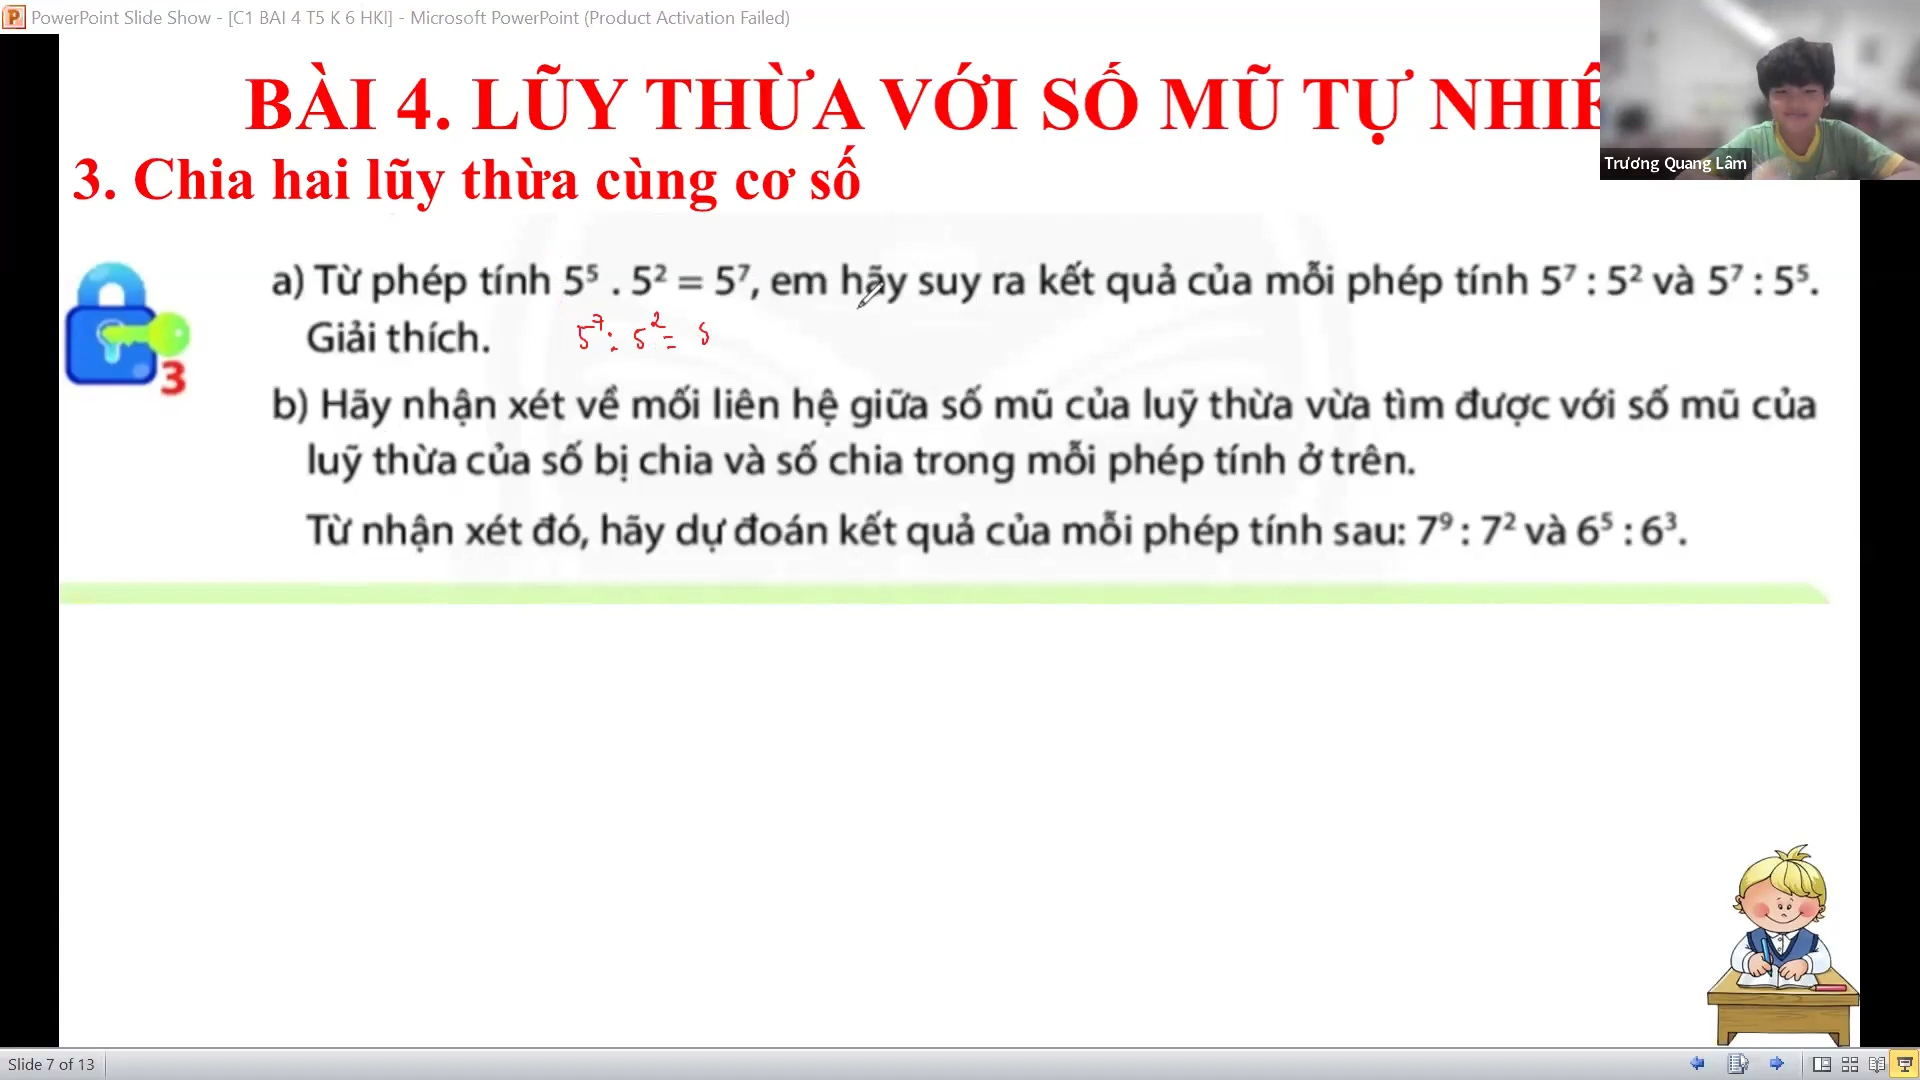 PowerPoint Slide Show - [C1 BAI 4 T5 K 6 HKI] - Microsoft PowerPoint (Product Activation Failed)
BÀI 4. LŨY THỪA VỚI SỐ MŨ TỰ NHIÊ
Trương Quang Lâm
3. Chia hai lũy thừa cùng cơ số
3
a) Từ phép tính 5⁵ . 5² = 5⁷, em hãy suy ra kết quả của mỗi phép tính 5⁷ : 5² và 5⁷ : 5⁵.
Giải thích.
5⁷ : 5² = 5
b) Hãy nhận xét về mối liên hệ giữa số mũ của luỹ thừa vừa tìm được với số mũ của
luỹ thừa của số bị chia và số chia trong mỗi phép tính ở trên.
Từ nhận xét đó, hãy dự đoán kết quả của mỗi phép tính sau: 7⁹ : 7² và 6⁵ : 6³.
Slide 7 of 13